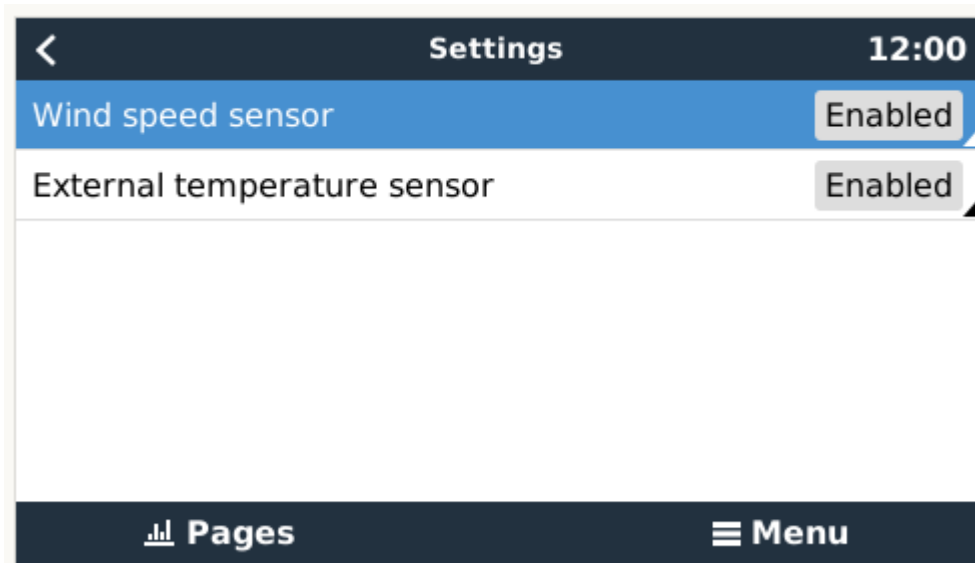 Settings 12:00
Wind speed sensor Enabled
External temperature sensor Enabled
Pages Menu